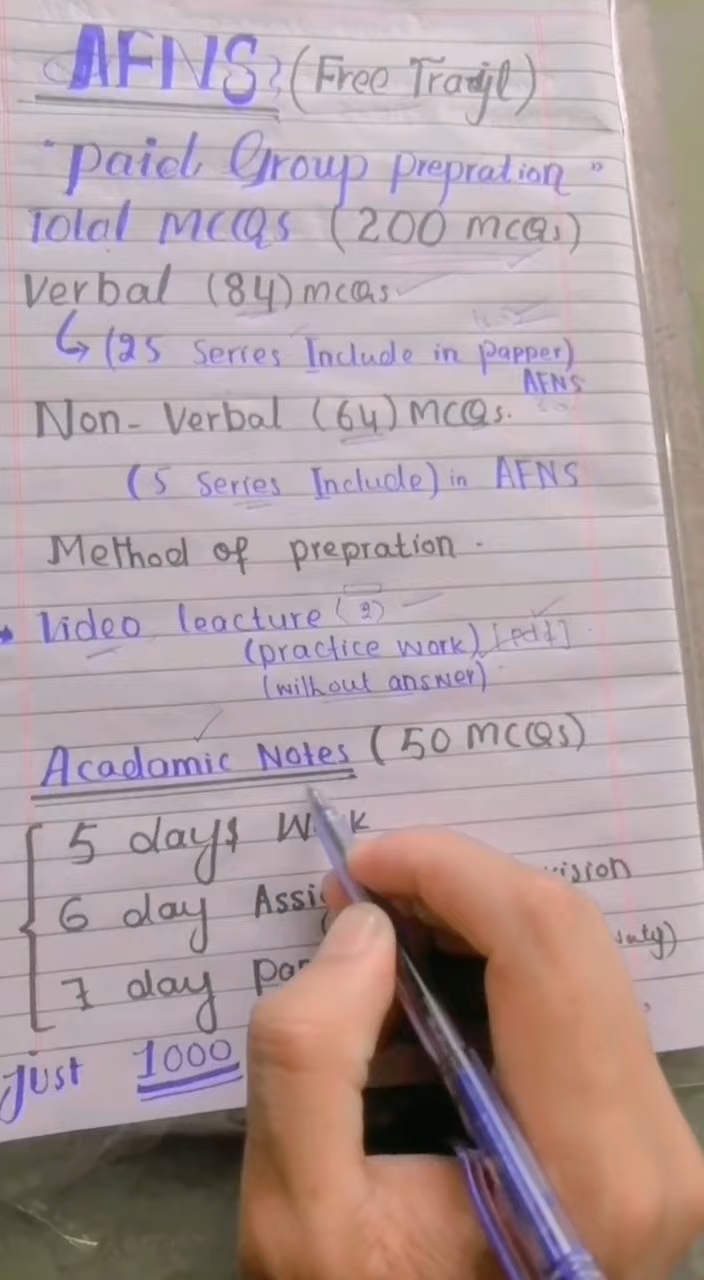 AFNS: (Free Trayjl)
"paid Group prepration"
Total MCQS (200 MCQs)
Verbal (84) mcqs
↳ (25 Series Include in papper)
AFNS
Non-Verbal (64) MCQs.
(5 Series Include) in AFNS
Method of prepration.
Video leacture (2)
(practice work) [pdf]
(without answer)
Acadamic Notes (50 MCQs)
5 days
6 day
7 day
Just 1000